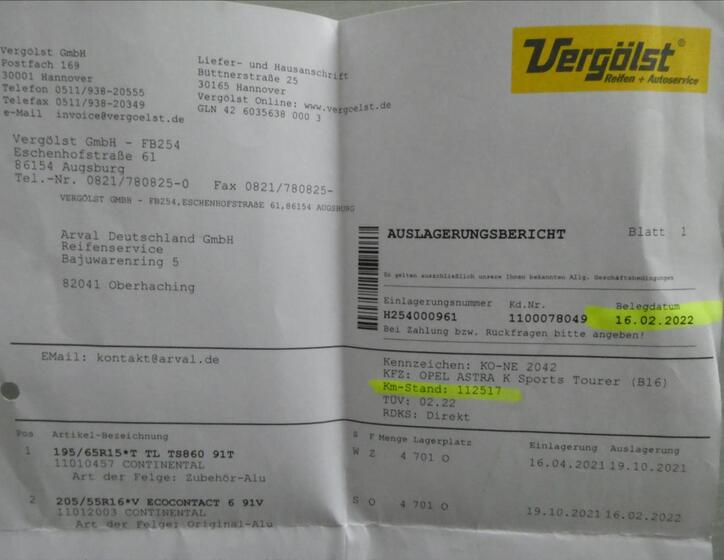 Vergölst GmbH
Postfach 169
30001 Hannover
Telefon 0511/938-20555
Telefax 0511/938-20349
e-Mail invoice@vergoelst.de
Liefer- und Hausanschrift
Büttnerstraße 25
30165 Hannover
Vergölst Online: www.vergoelst.de
GLN 42 6035638 000 3
Vergölst®
Reifen + Autoservice
Vergölst GmbH - FB254
Eschenhofstraße 61
86154 Augsburg
Tel.-Nr. 0821/780825-0 Fax 0821/780825-
VERGÖLST GMBH - FB254,ESCHENHOFSTRAßE 61,86154 AUGSBURG
Arval Deutschland GmbH
Reifenservice
Bajuwarenring 5
82041 Oberhaching
AUSLAGERUNGSBERICHT Blatt 1
Es gelten ausschließlich unsere Ihnen bekannten Allg. Geschäftsbedingungen
Einlagerungsnummer Kd.Nr. Belegdatum
H254000961 1100078049 16.02.2022
Bei Zahlung bzw. Rückfragen bitte angeben!
EMail: kontakt@arval.de
Kennzeichen: KO-NE 2042
KFZ: OPEL ASTRA K Sports Tourer (B16)
Km-Stand: 112517
TÜV: 02.22
RDKS: Direkt
Pos Artikel-Bezeichnung S F Menge Lagerplatz Einlagerung Auslagerung
1 195/65R15*T TL TS860 91T W Z 4 701 O 16.04.2021 19.10.2021
11010457 CONTINENTAL
Art der Felge: Zubehör-Alu
2 205/55R16*V ECOCONTACT 6 91V S O 4 701 O 19.10.2021 16.02.2022
11012003 CONTINENTAL
Art der Felge: Original-Alu